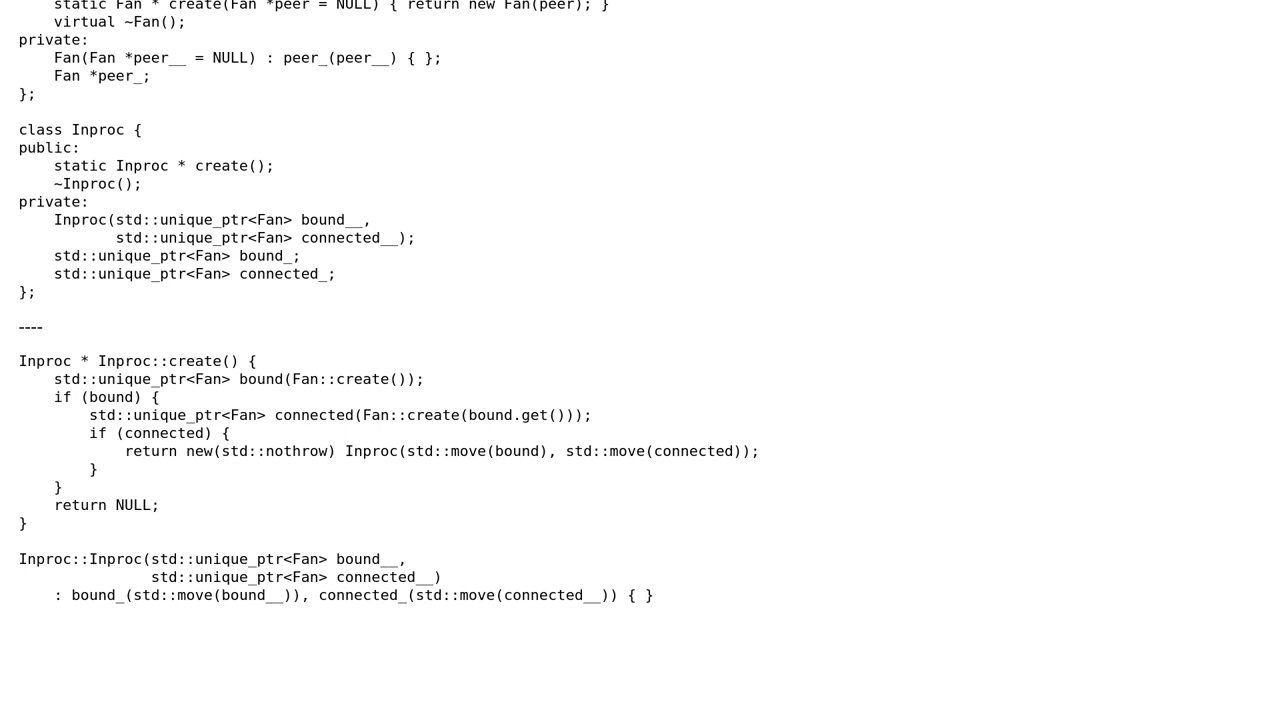 static Fan * create(Fan *peer = NULL) { return new Fan(peer); }
    virtual ~Fan();
private:
    Fan(Fan *peer__ = NULL) : peer_(peer__) { };
    Fan *peer_;
};

class Inproc {
public:
    static Inproc * create();
    ~Inproc();
private:
    Inproc(std::unique_ptr<Fan> bound__,
           std::unique_ptr<Fan> connected__);
    std::unique_ptr<Fan> bound_;
    std::unique_ptr<Fan> connected_;
};

----

Inproc * Inproc::create() {
    std::unique_ptr<Fan> bound(Fan::create());
    if (bound) {
        std::unique_ptr<Fan> connected(Fan::create(bound.get()));
        if (connected) {
            return new(std::nothrow) Inproc(std::move(bound), std::move(connected));
        }
    }
    return NULL;
}

Inproc::Inproc(std::unique_ptr<Fan> bound__,
               std::unique_ptr<Fan> connected__)
    : bound_(std::move(bound__)), connected_(std::move(connected__)) { }